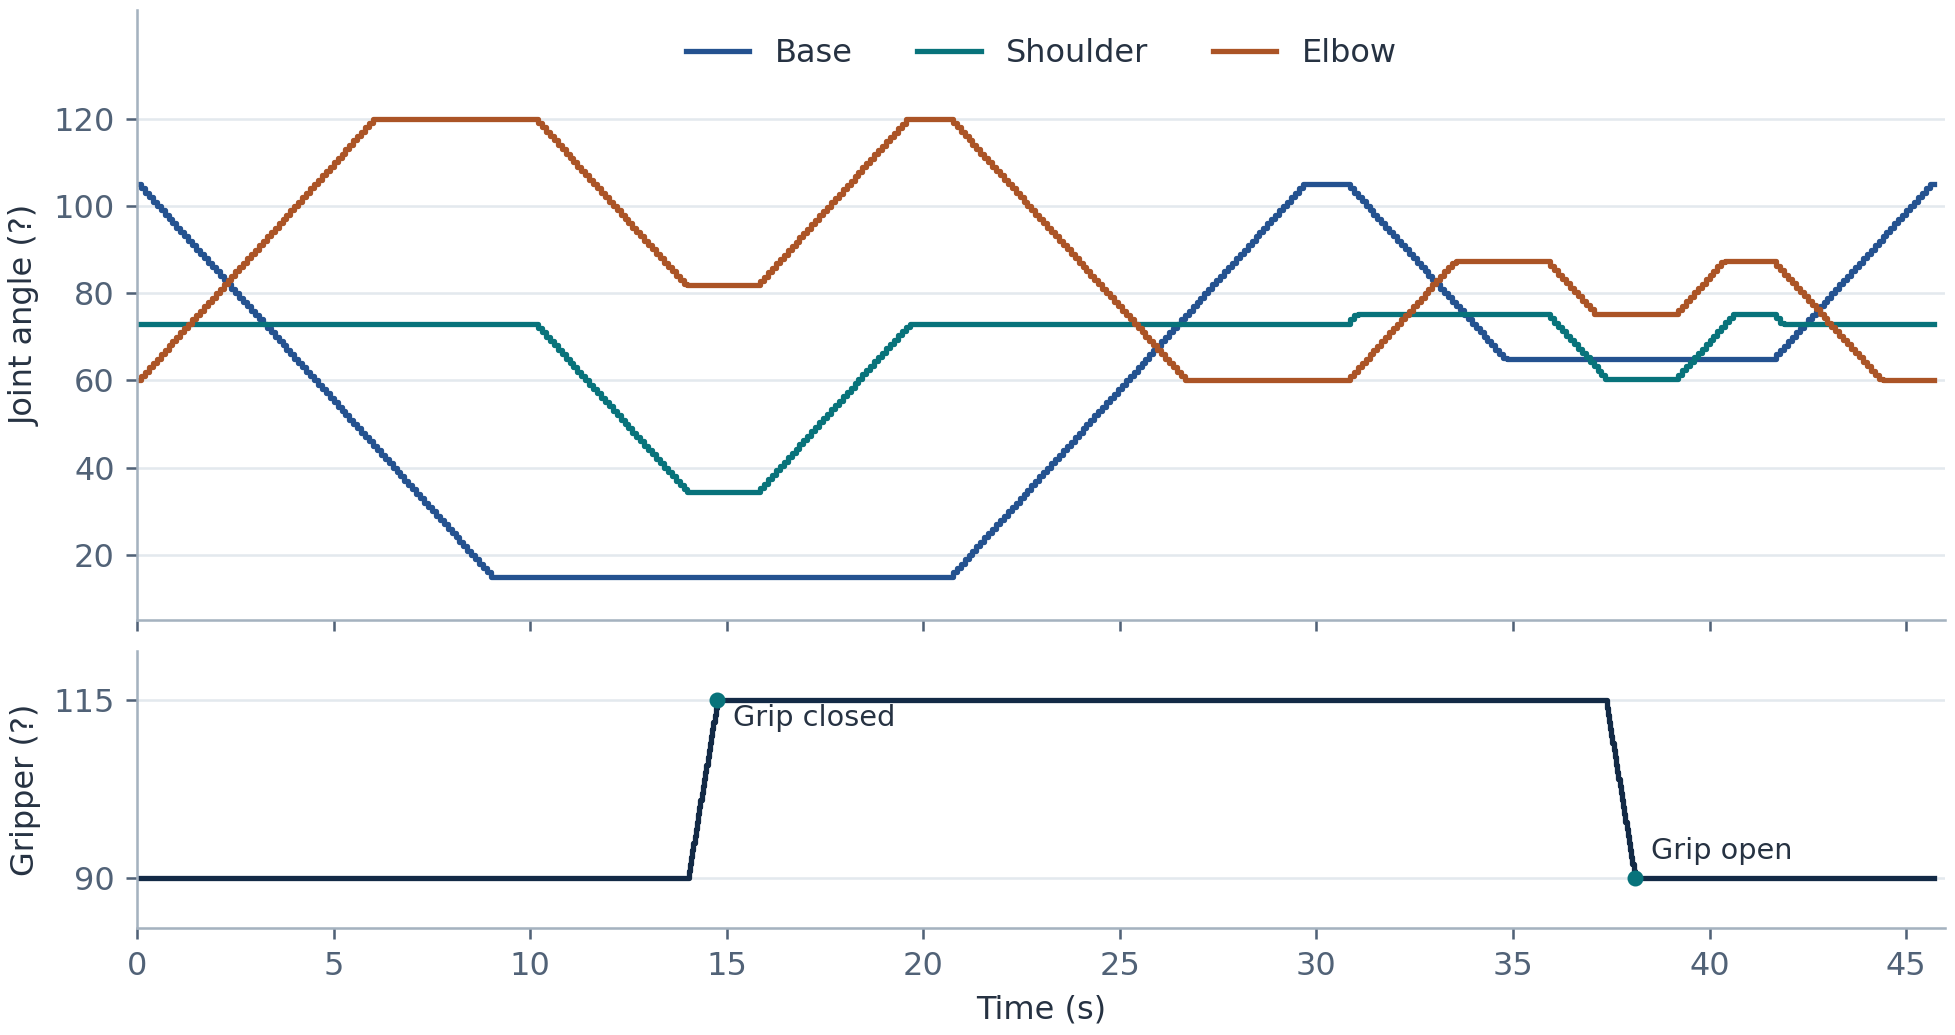 Base Shoulder Elbow
Joint angle (?)
120
100
80
60
40
20
Gripper (?)
115
90
Grip closed
Grip open
0 5 10 15 20 25 30 35 40 45
Time (s)